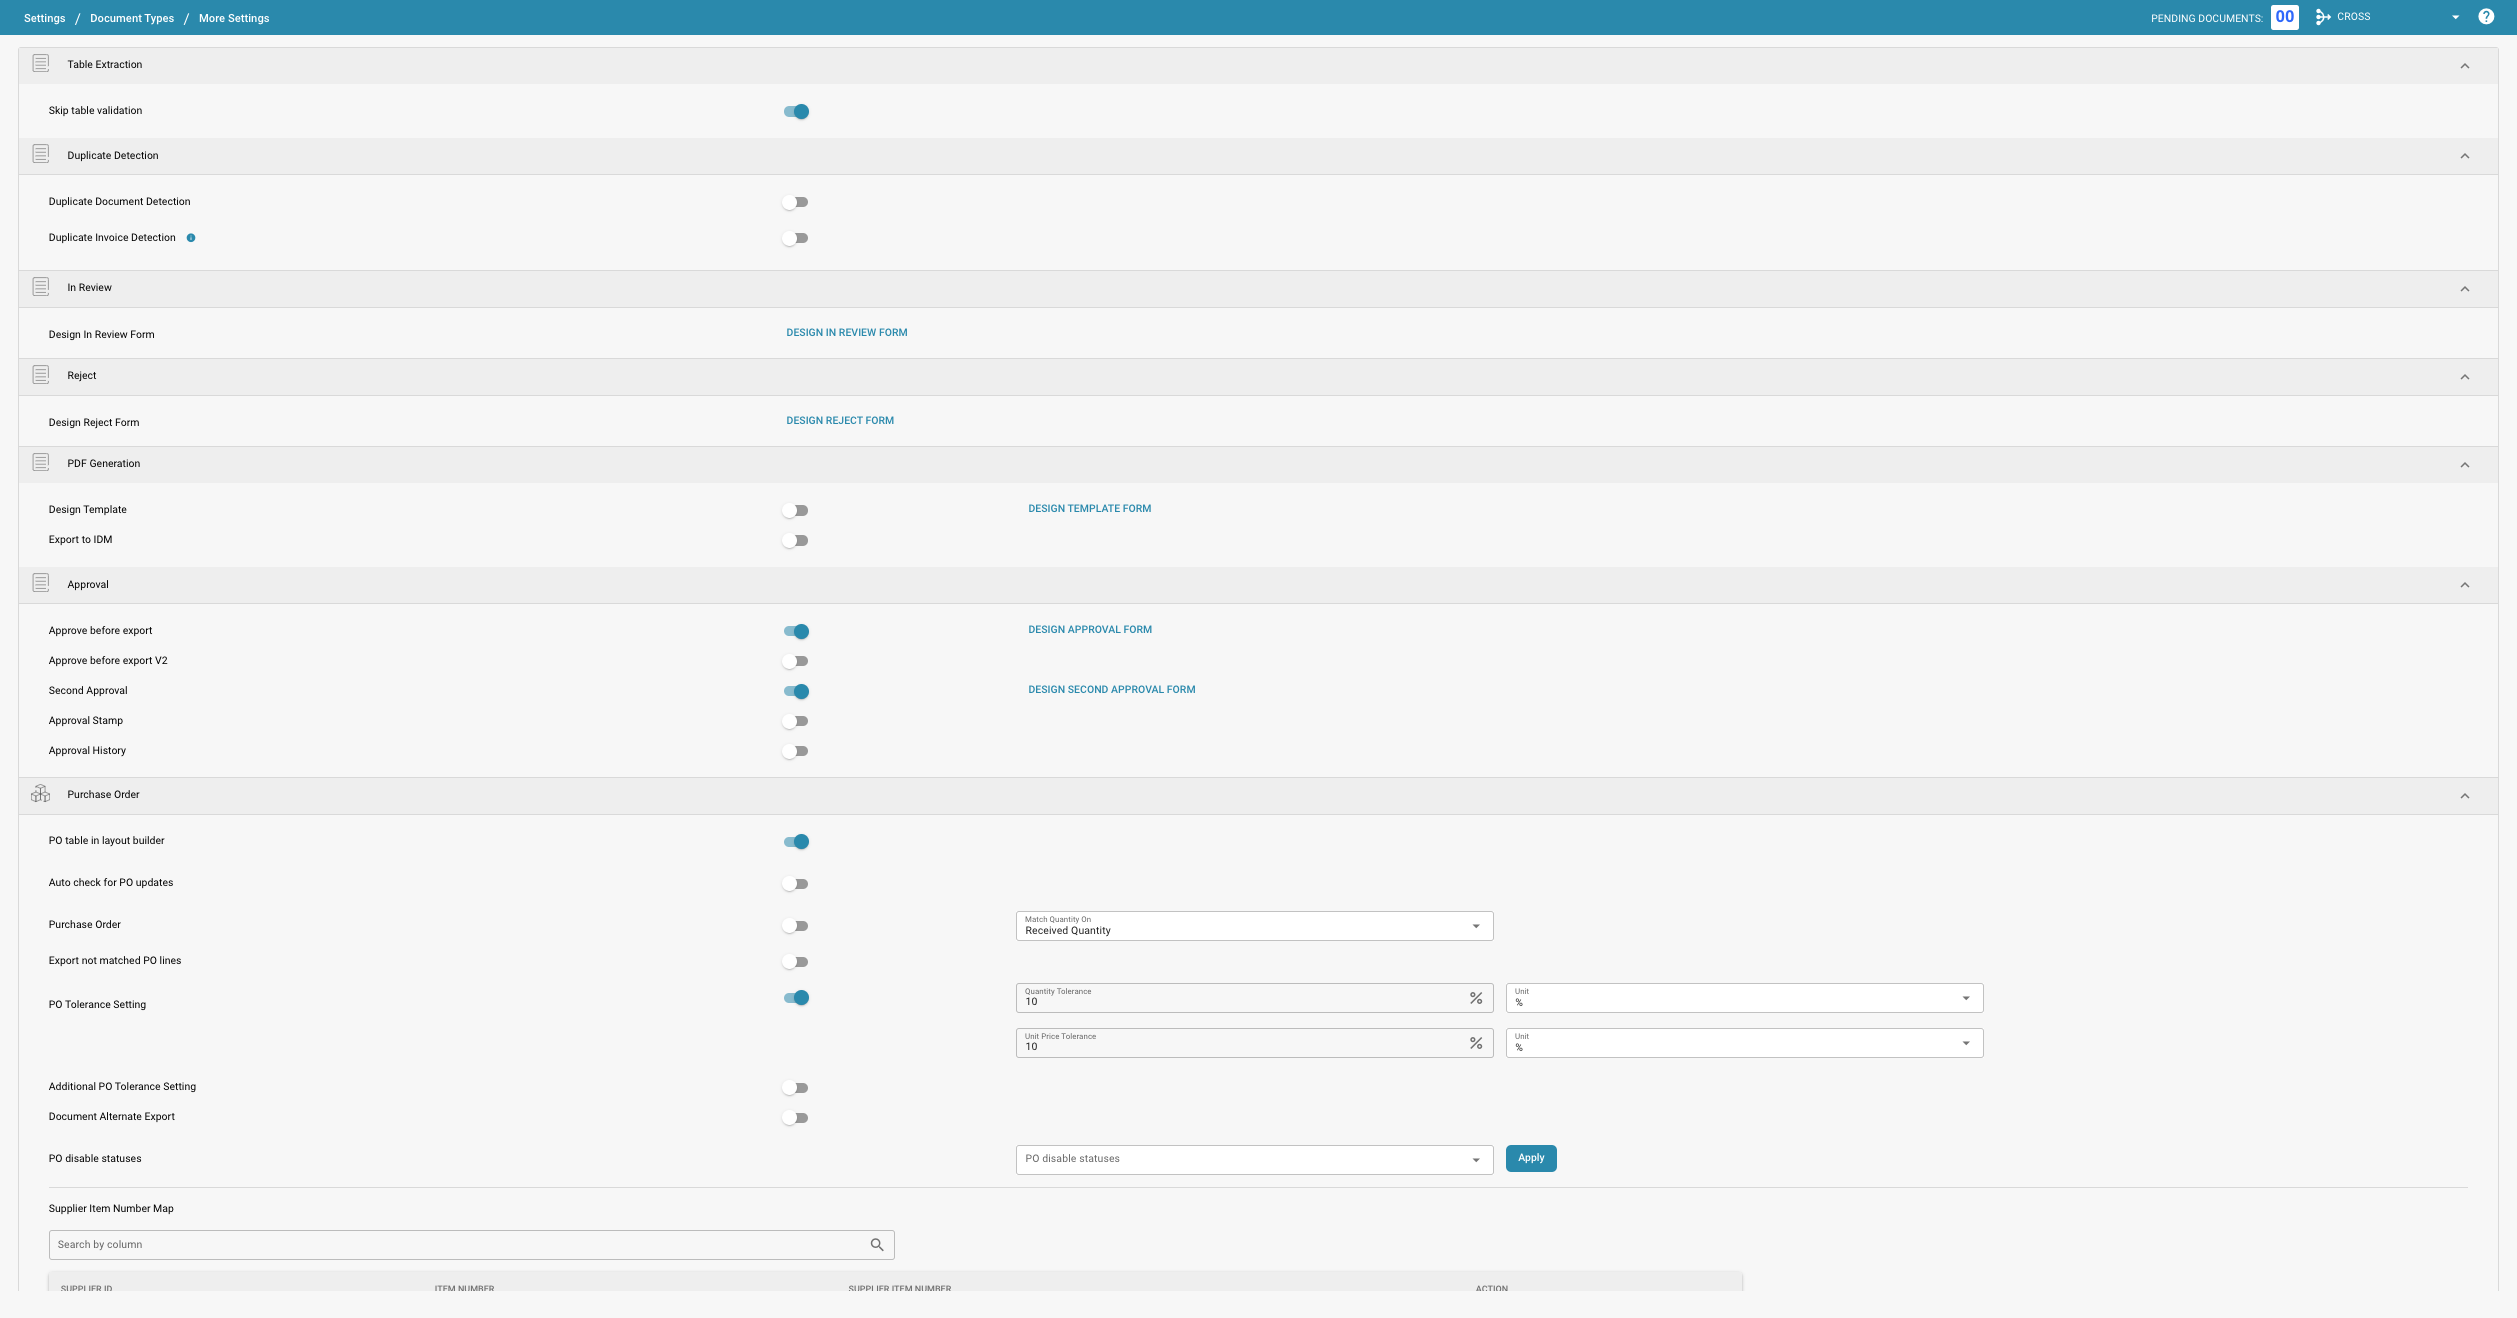 Settings / Document Types / More Settings
PENDING DOCUMENTS: 00 CROSS
Table Extraction
Skip table validation
Duplicate Detection
Duplicate Document Detection
Duplicate Invoice Detection
In Review
Design In Review Form
DESIGN IN REVIEW FORM
Reject
Design Reject Form
DESIGN REJECT FORM
PDF Generation
Design Template
DESIGN TEMPLATE FORM
Export to IDM
Approval
Approve before export
DESIGN APPROVAL FORM
Approve before export V2
Second Approval
DESIGN SECOND APPROVAL FORM
Approval Stamp
Approval History
Purchase Order
PO table in layout builder
Auto check for PO updates
Purchase Order
Match Quantity On
Received Quantity
Export not matched PO lines
PO Tolerance Setting
Quantity Tolerance
10 %
Unit
%
Unit Price Tolerance
10 %
Unit
%
Additional PO Tolerance Setting
Document Alternate Export
PO disable statuses
PO disable statuses
Apply
Supplier Item Number Map
Search by column
SUPPLIER ID ITEM NUMBER SUPPLIER ITEM NUMBER ACTION